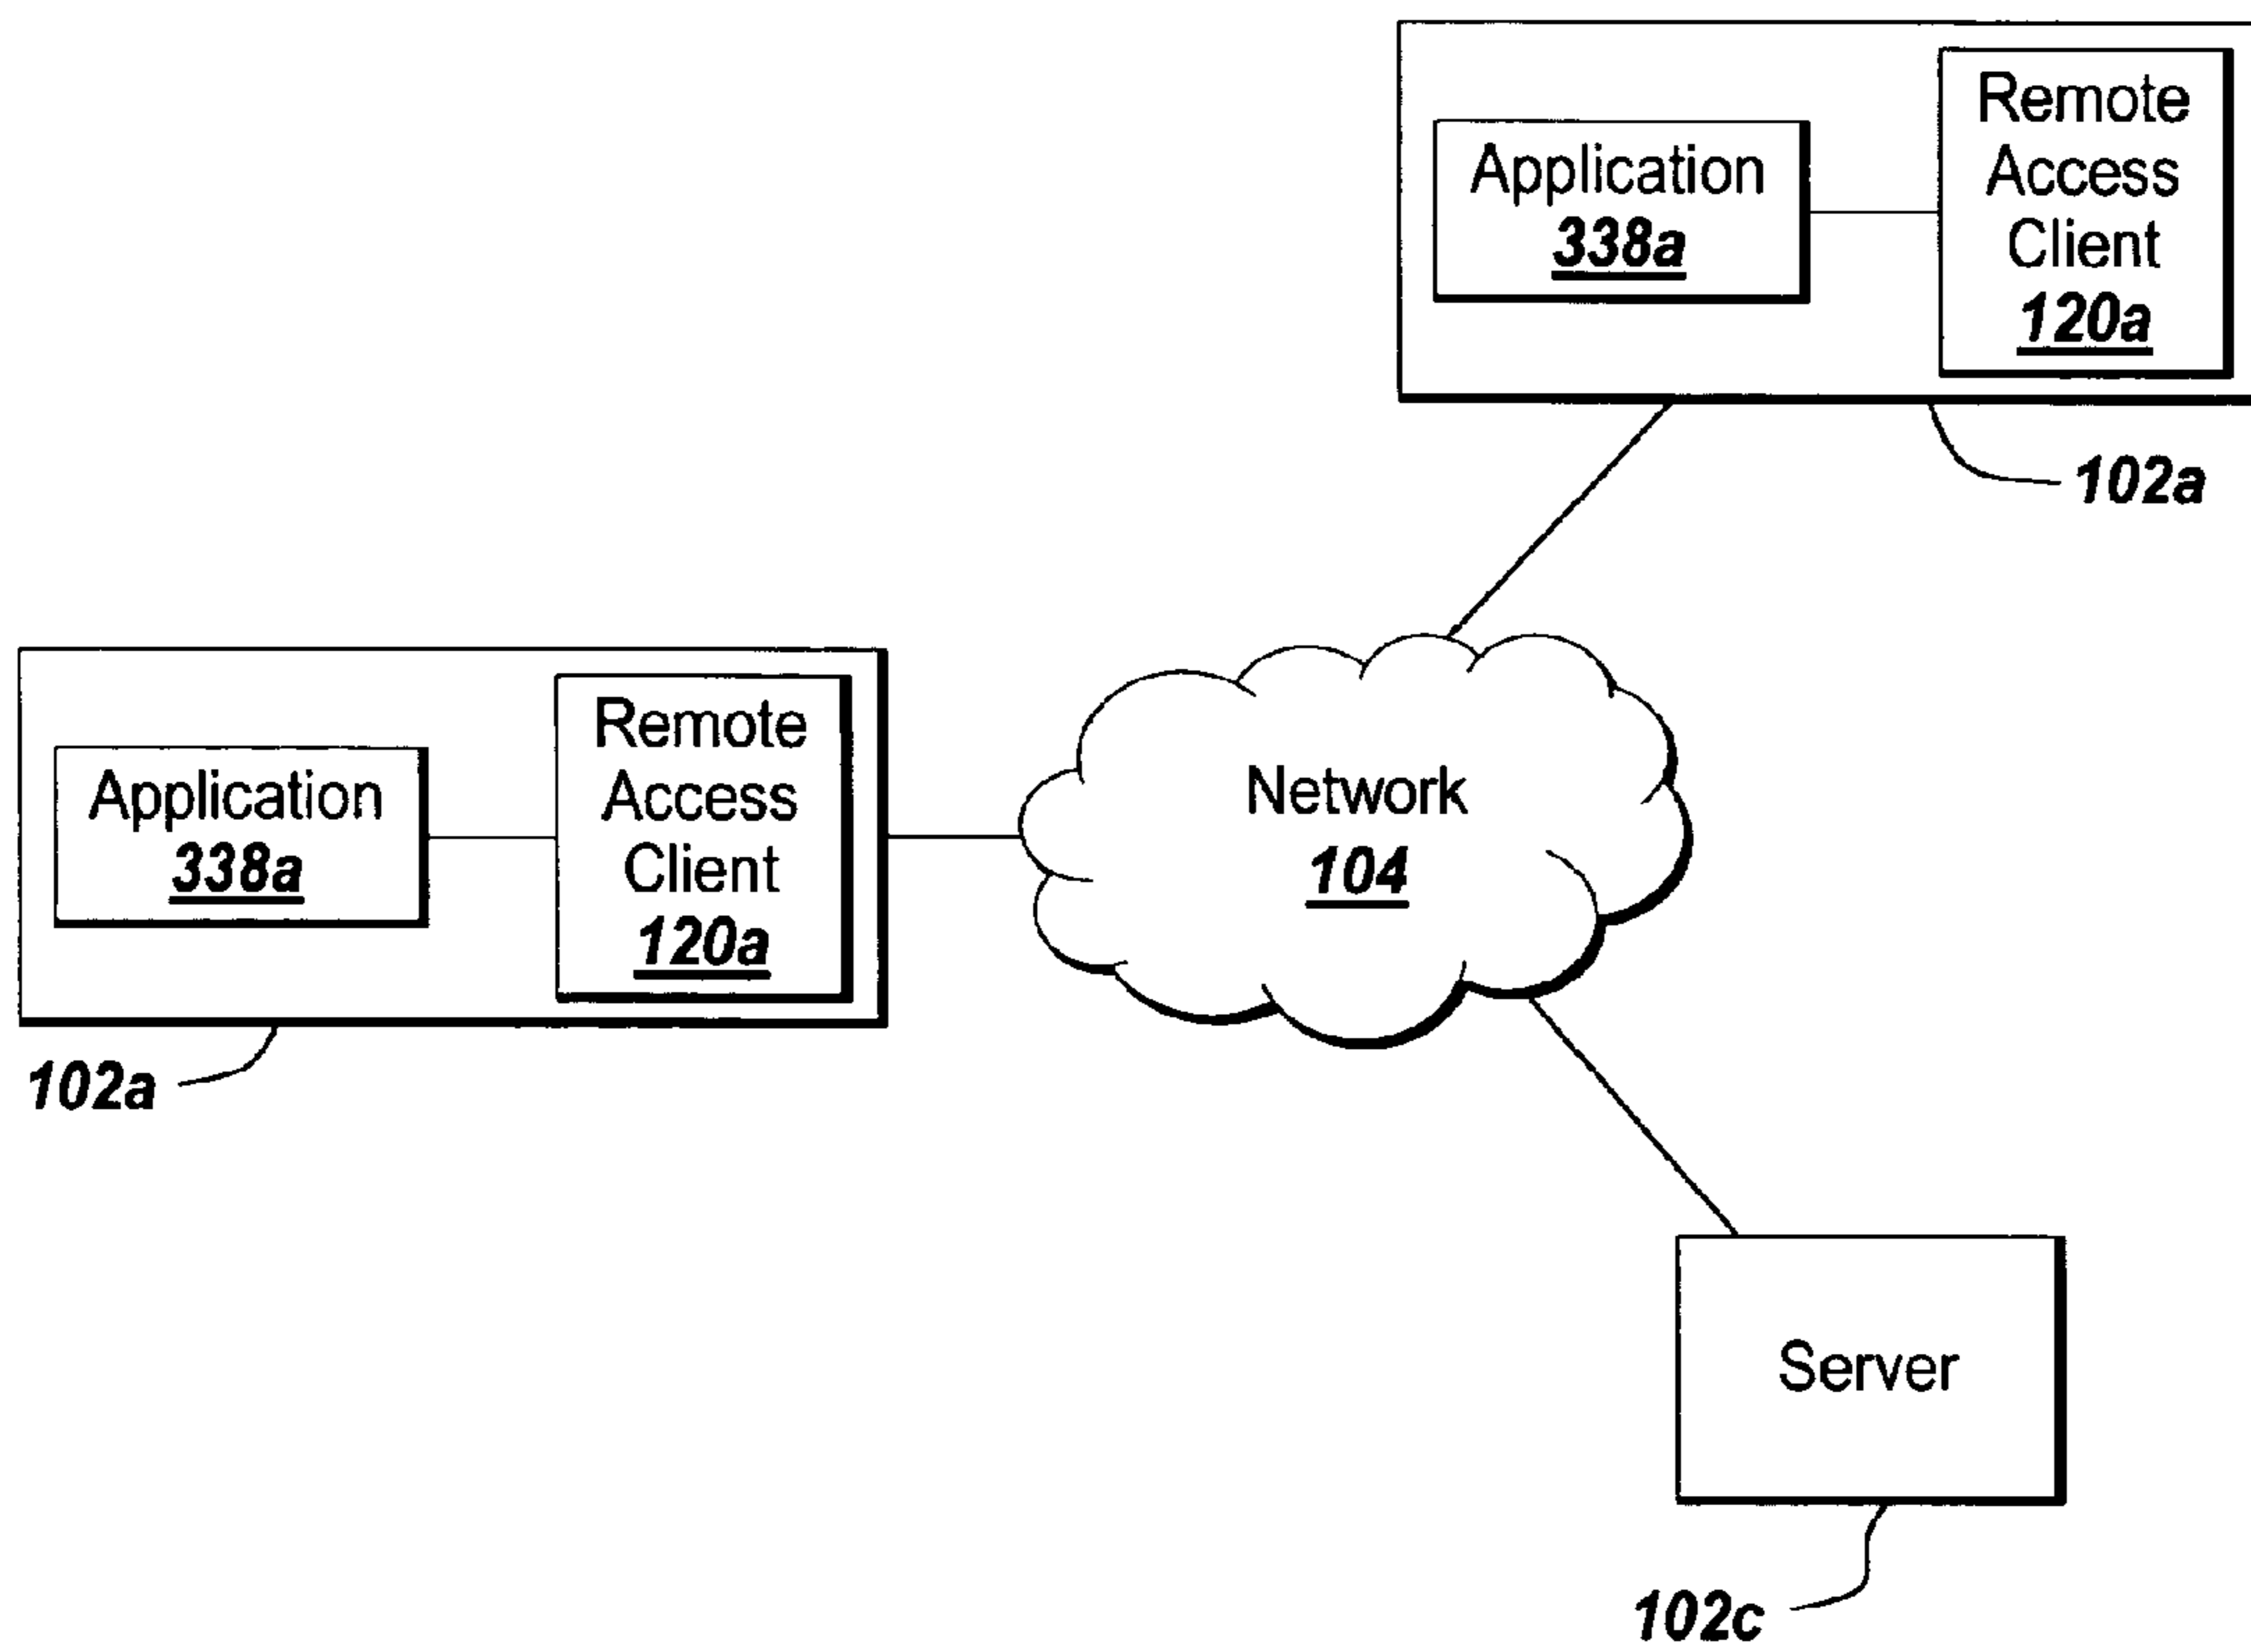 Application
338a
Remote
Access
Client
120a
102a
Application
338a
Remote
Access
Client
120a
102a
Network
104
Server
102c